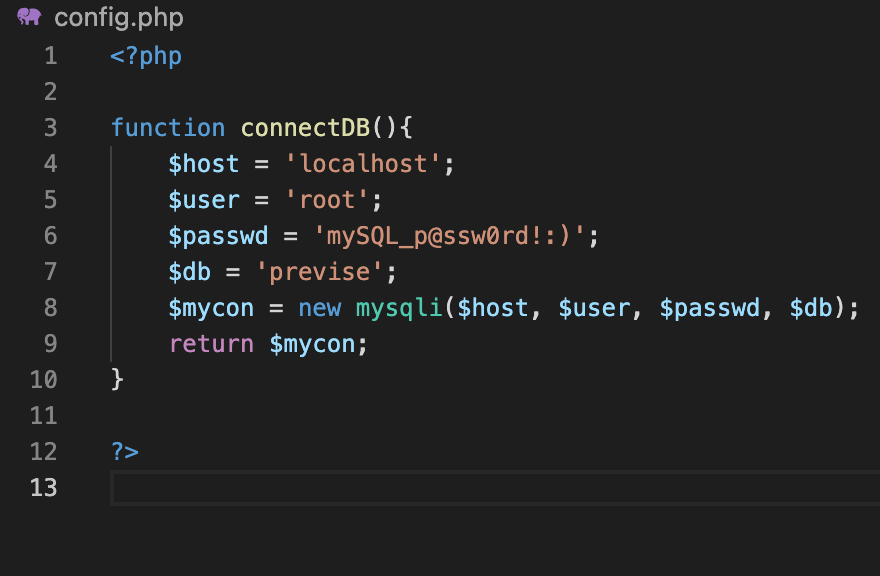 config.php
1 <?php
2
3 function connectDB(){
4 $host = 'localhost';
5 $user = 'root';
6 $passwd = 'mySQL_p@ssw0rd!:)';
7 $db = 'previse';
8 $mycon = new mysqli($host, $user, $passwd, $db);
9 return $mycon;
10 }
11
12 ?>
13